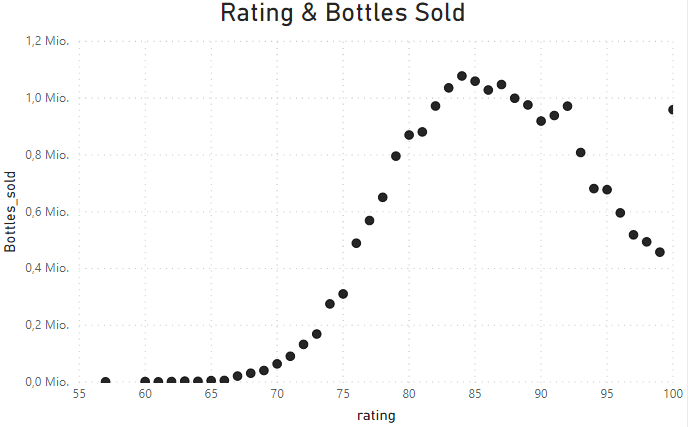 Rating & Bottles Sold
1,2 Mio.
1,0 Mio.
0,8 Mio.
0,6 Mio.
0,4 Mio.
0,2 Mio.
0,0 Mio.
Bottles_sold
55 60 65 70 75 80 85 90 95 100
rating